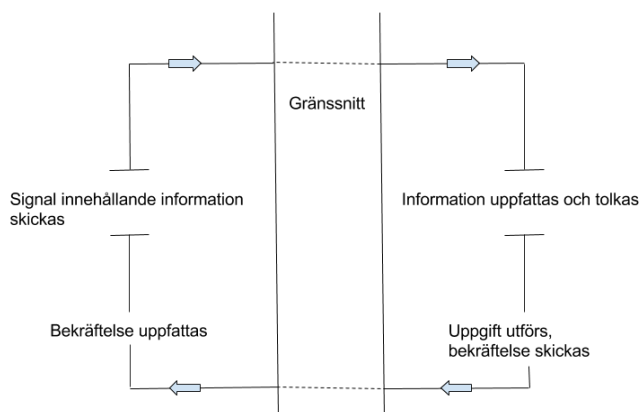 Gränssnitt
Signal innehållande information
skickas
Information uppfattas och tolkas
Bekräftelse uppfattas
Uppgift utförs,
bekräftelse skickas